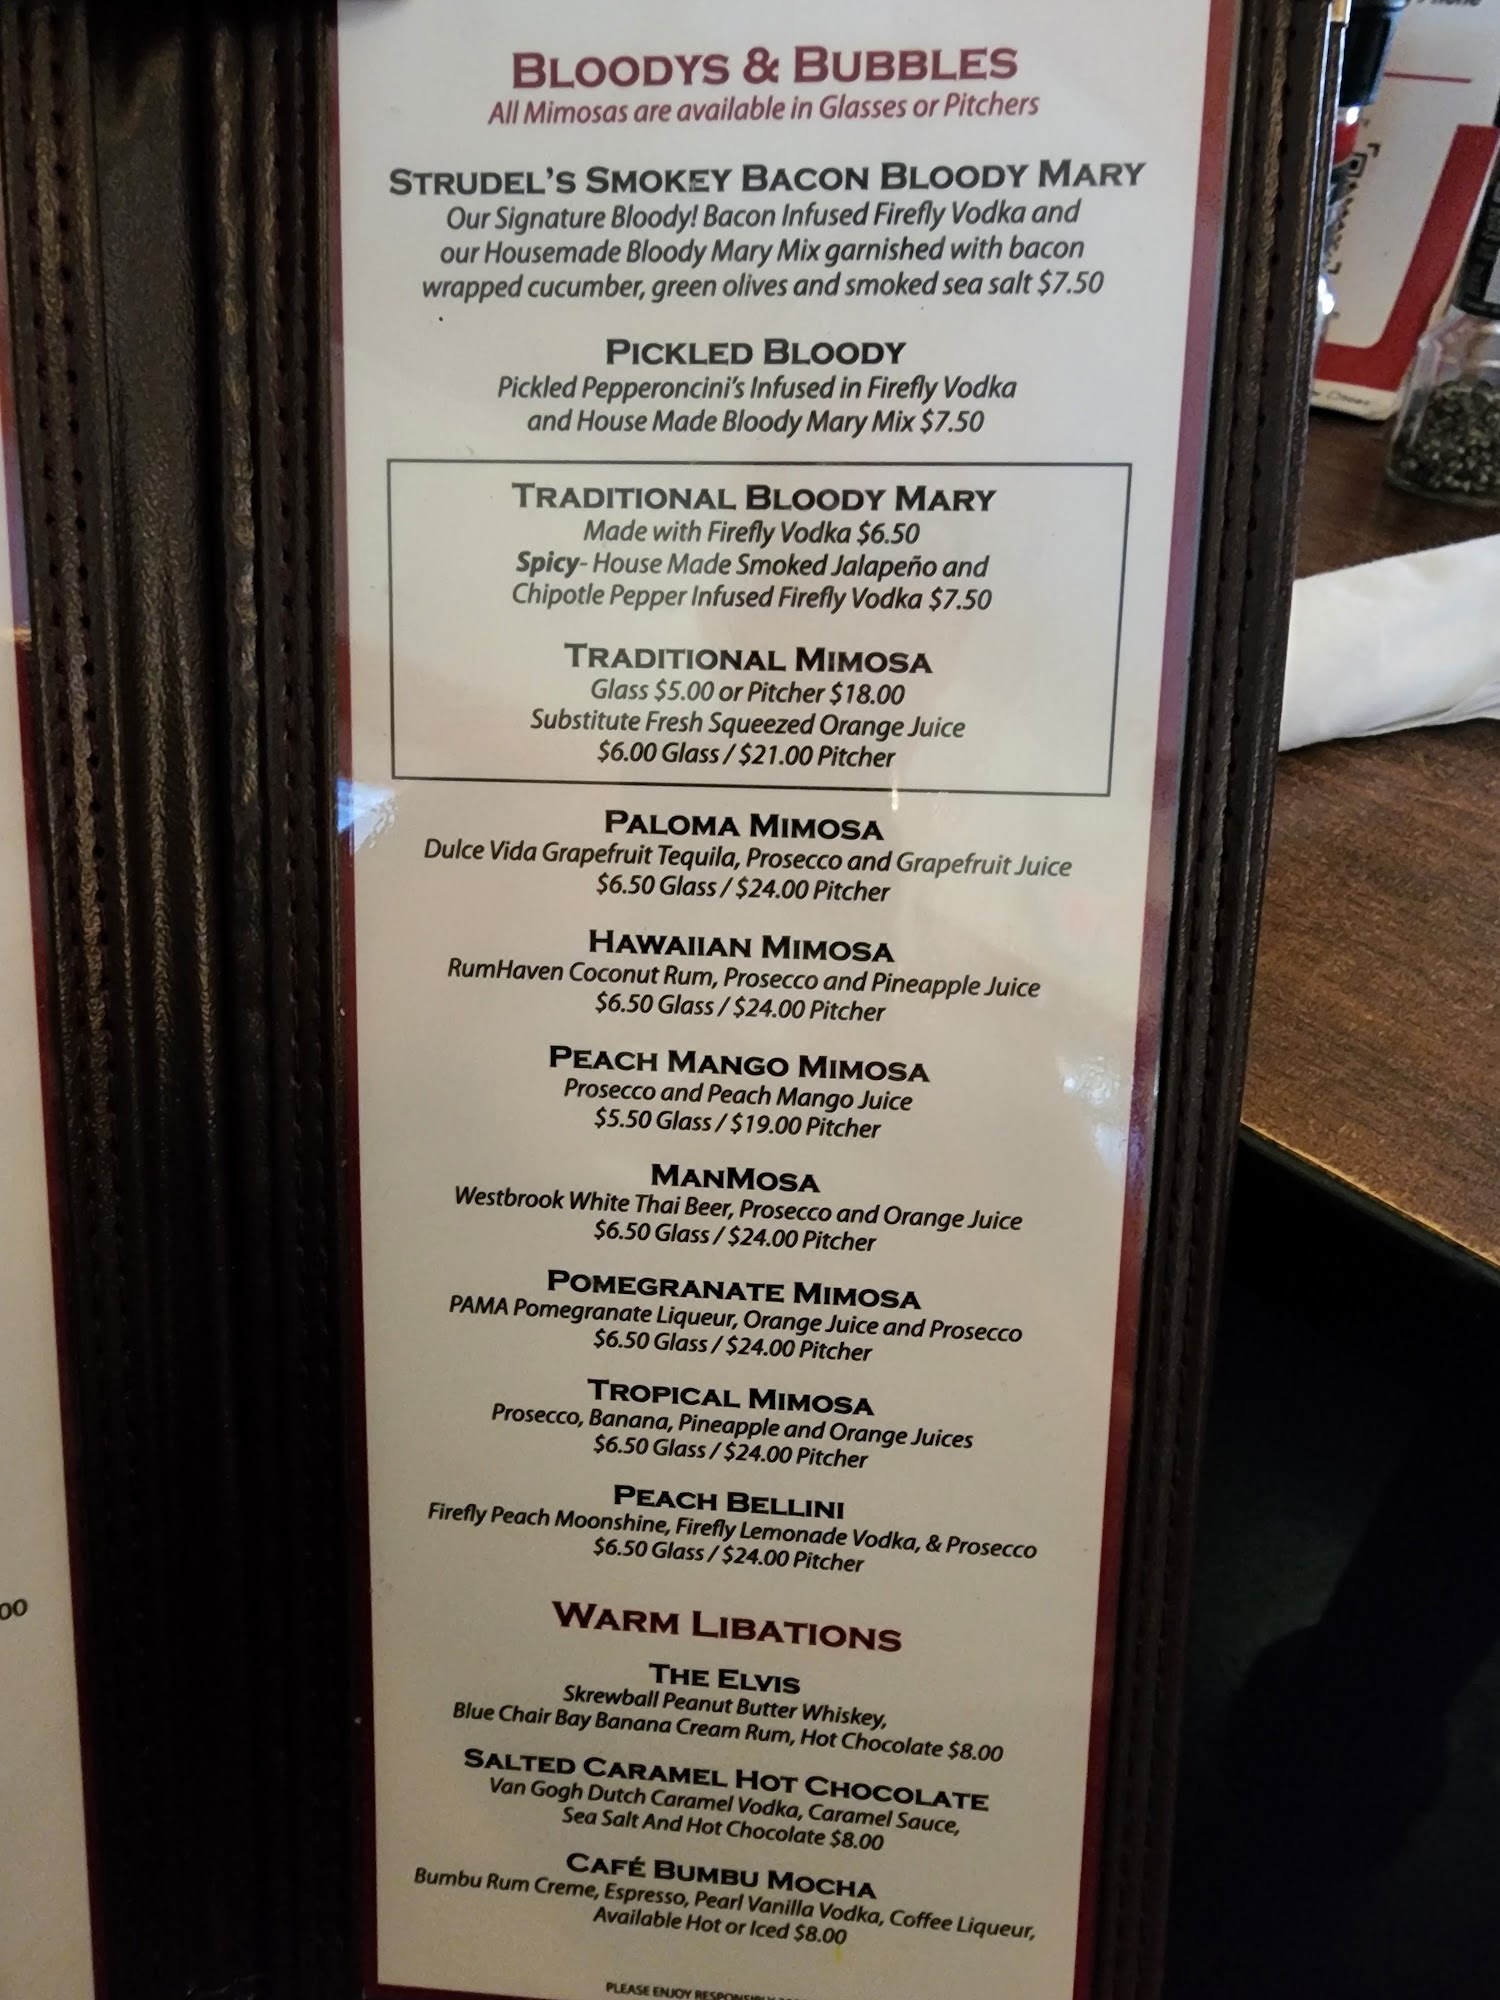 BLOODYS & BUBBLES
All Mimosas are available in Glasses or Pitchers
STRUDEL'S SMOKEY BACON BLOODY MARY
Our Signature Bloody! Bacon Infused Firefly Vodka and
our Housemade Bloody Mary Mix garnished with bacon
wrapped cucumber, green olives and smoked sea salt $7.50
PICKLED BLOODY
Pickled Pepperoncini's Infused in Firefly Vodka
and House Made Bloody Mary Mix $7.50
TRADITIONAL BLOODY MARY
Made with Firefly Vodka $6.50
Spicy- House Made Smoked Jalapeño and
Chipotle Pepper Infused Firefly Vodka $7.50
TRADITIONAL MIMOSA
Glass $5.00 or Pitcher $18.00
Substitute Fresh Squeezed Orange Juice
$6.00 Glass / $21.00 Pitcher
PALOMA MIMOSA
Dulce Vida Grapefruit Tequila, Prosecco and Grapefruit Juice
$6.50 Glass / $24.00 Pitcher
HAWAIIAN MIMOSA
RumHaven Coconut Rum, Prosecco and Pineapple Juice
$6.50 Glass / $24.00 Pitcher
PEACH MANGO MIMOSA
Prosecco and Peach Mango Juice
$5.50 Glass / $19.00 Pitcher
MANMOSA
Westbrook White Thai Beer, Prosecco and Orange Juice
$6.50 Glass / $24.00 Pitcher
POMEGRANATE MIMOSA
PAMA Pomegranate Liqueur, Orange Juice and Prosecco
$6.50 Glass / $24.00 Pitcher
TROPICAL MIMOSA
Prosecco, Banana, Pineapple and Orange Juices
$6.50 Glass / $24.00 Pitcher
PEACH BELLINI
Firefly Peach Moonshine, Firefly Lemonade Vodka, & Prosecco
$6.50 Glass / $24.00 Pitcher
WARM LIBATIONS
THE ELVIS
Skrewball Peanut Butter Whiskey,
Blue Chair Bay Banana Cream Rum, Hot Chocolate $8.00
SALTED CARAMEL HOT CHOCOLATE
Van Gogh Dutch Caramel Vodka, Caramel Sauce,
Sea Salt And Hot Chocolate $8.00
CAFÉ BUMBU MOCHA
Bumbu Rum Creme, Espresso, Pearl Vanilla Vodka, Coffee Liqueur,
Available Hot or Iced $8.00
PLEASE ENJOY
00